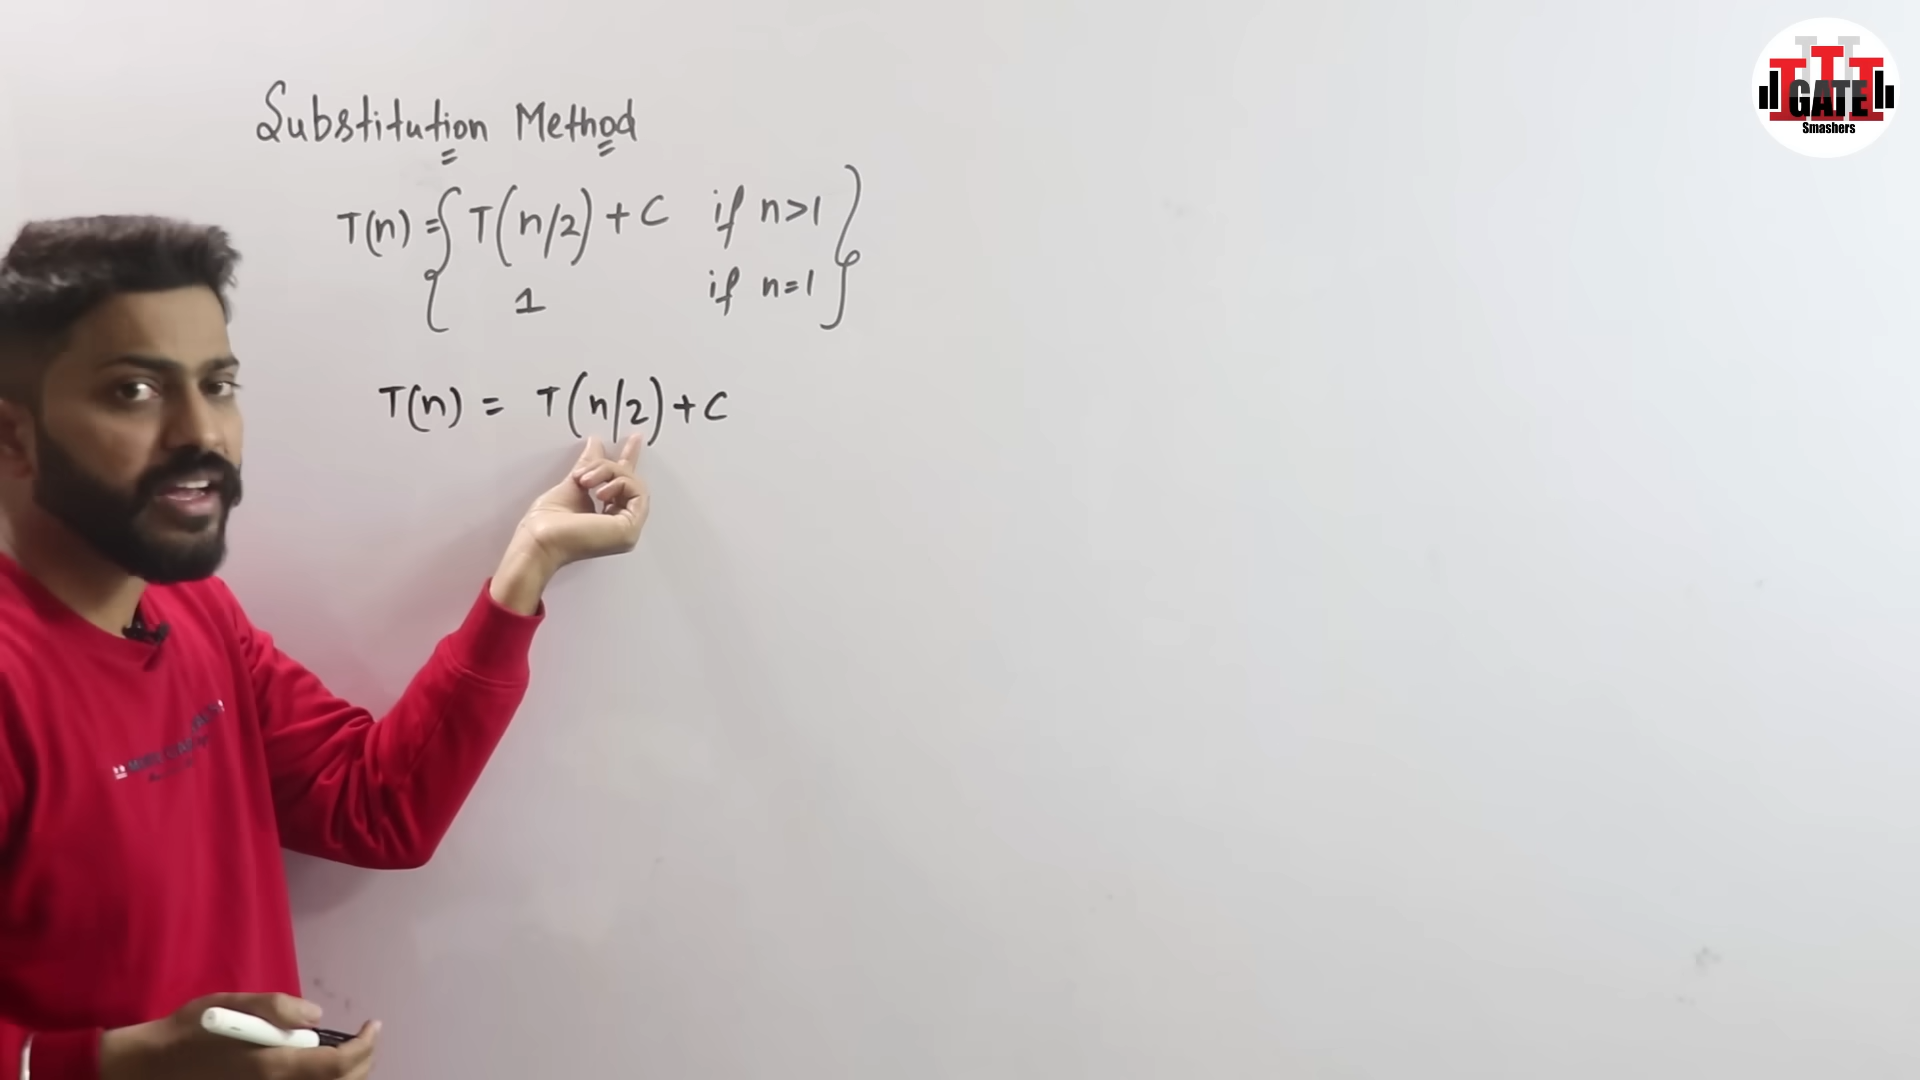 Substitution Method
T(n) = { T(n/2) + C if n>1 }
1 if n=1
T(n) = T(n/2) + C
GATE
Smashers